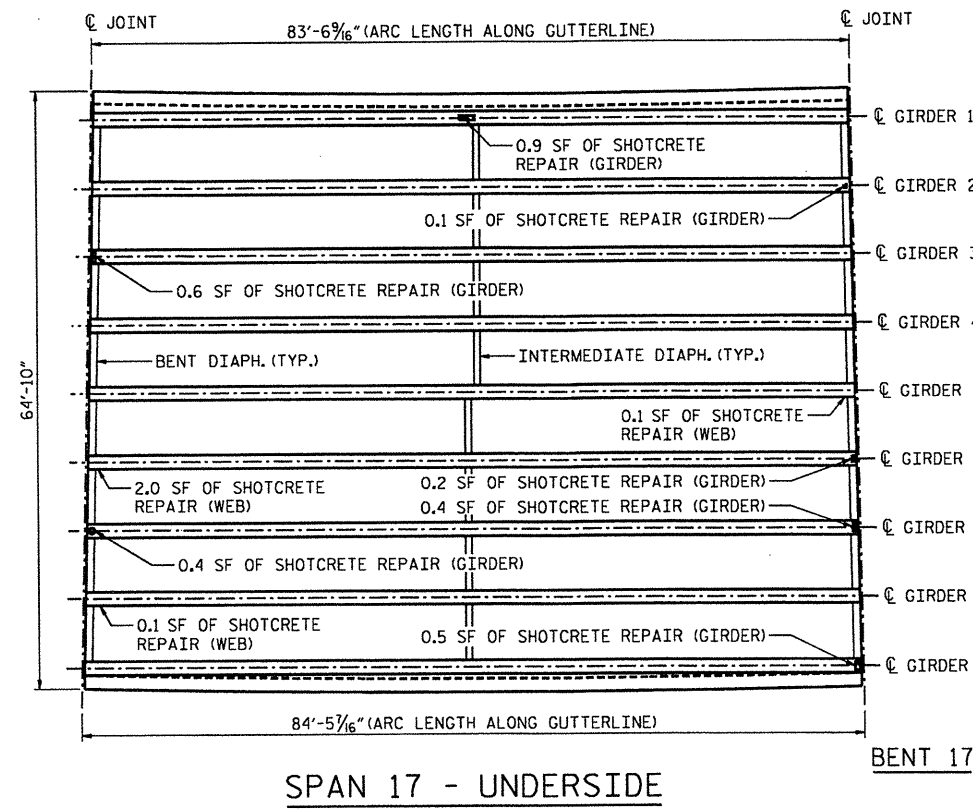 ℄ JOINT
83'-6 9/16" (ARC LENGTH ALONG GUTTERLINE)
℄ JOINT
℄ GIRDER 1
0.9 SF OF SHOTCRETE
REPAIR (GIRDER)
℄ GIRDER 2
0.1 SF OF SHOTCRETE REPAIR (GIRDER)
℄ GIRDER 3
0.6 SF OF SHOTCRETE REPAIR (GIRDER)
℄ GIRDER
BENT DIAPH. (TYP.)
INTERMEDIATE DIAPH. (TYP.)
64'-10"
℄ GIRDER
0.1 SF OF SHOTCRETE
REPAIR (WEB)
℄ GIRDER
2.0 SF OF SHOTCRETE
REPAIR (WEB)
0.2 SF OF SHOTCRETE REPAIR (GIRDER)
0.4 SF OF SHOTCRETE REPAIR (GIRDER)
℄ GIRDER
0.4 SF OF SHOTCRETE REPAIR (GIRDER)
℄ GIRDER
0.1 SF OF SHOTCRETE
REPAIR (WEB)
0.5 SF OF SHOTCRETE REPAIR (GIRDER)
℄ GIRDER
84'-5 7/16" (ARC LENGTH ALONG GUTTERLINE)
BENT 17
SPAN 17 - UNDERSIDE